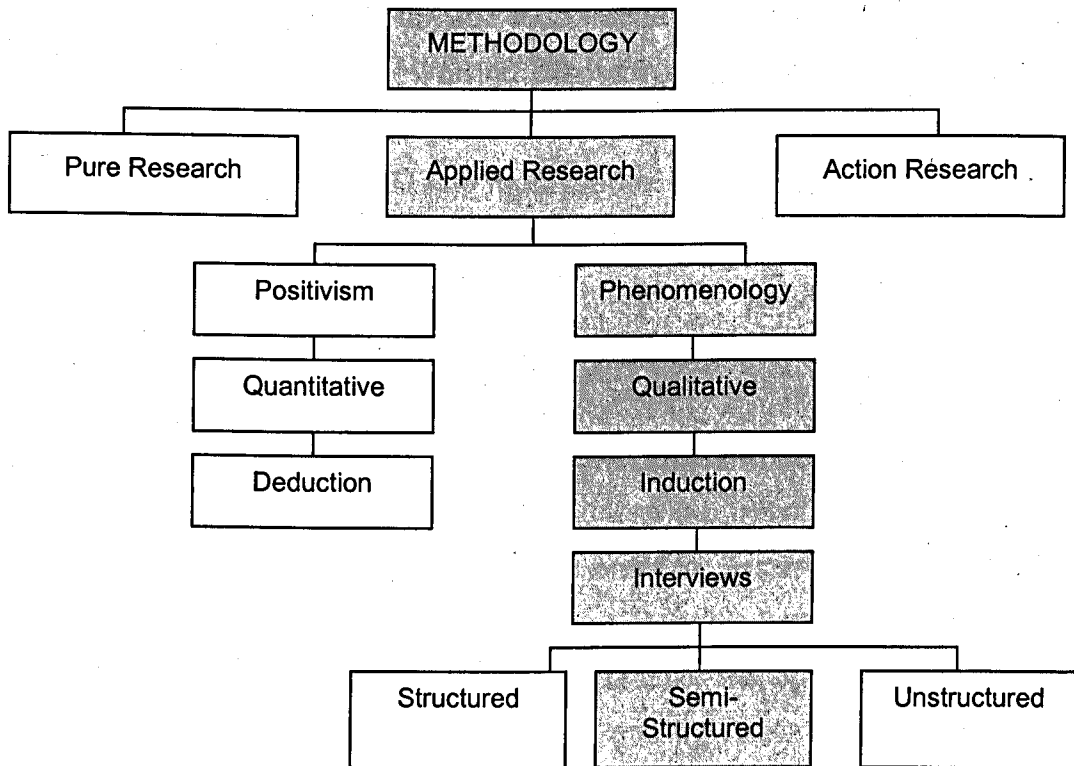 METHODOLOGY
Pure Research
Applied Research
Action Research
Positivism
Phenomenology
Quantitative
Qualitative
Deduction
Induction
Interviews
Structured
Semi-
Structured
Unstructured